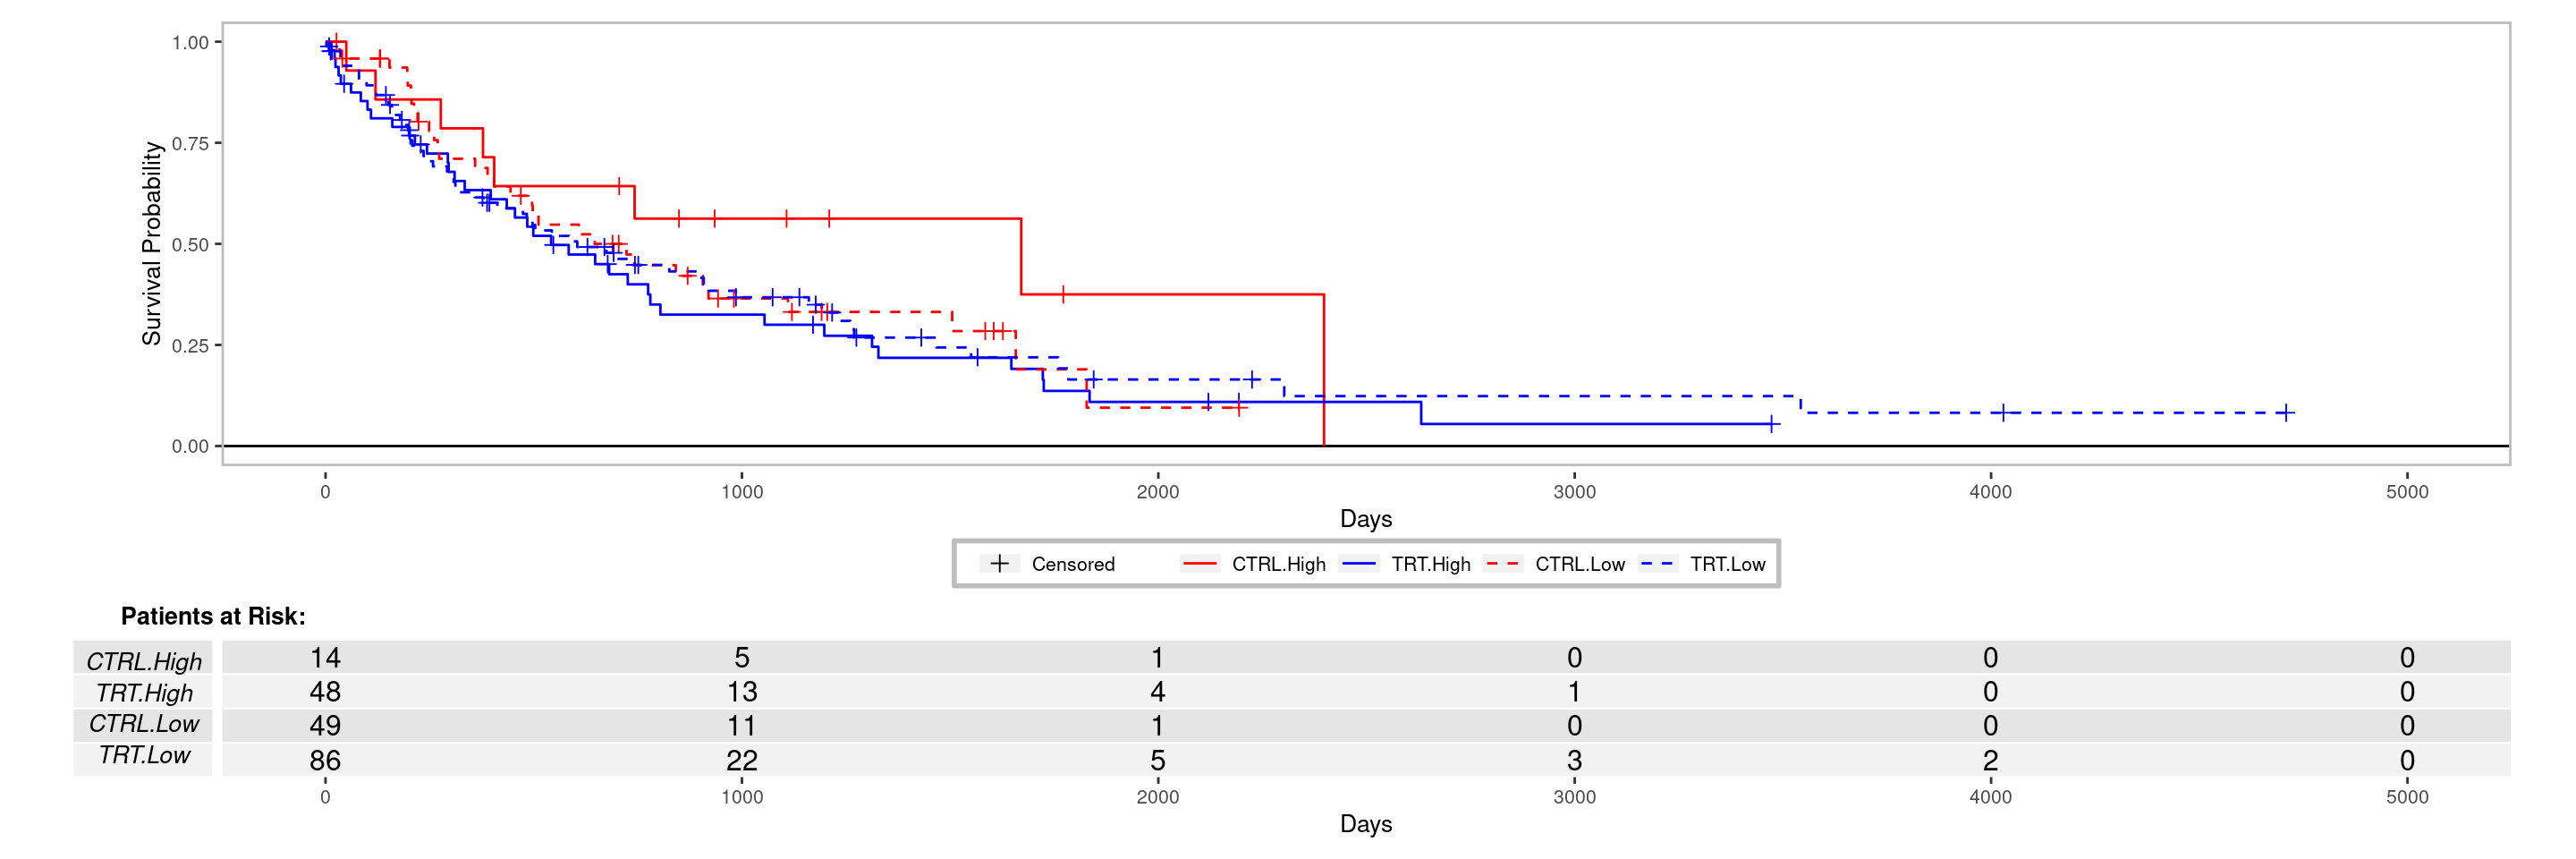 1.00
0.75
0.50
0.25
0.00
Survival Probability
0 1000 2000 3000 4000 5000
Days
Censored CTRL.High TRT.High CTRL.Low TRT.Low
Patients at Risk:
CTRL.High 14 5 1 0 0 0
TRT.High 48 13 4 1 0 0
CTRL.Low 49 11 1 0 0 0
TRT.Low 86 22 5 3 2 0
0 1000 2000 3000 4000 5000
Days